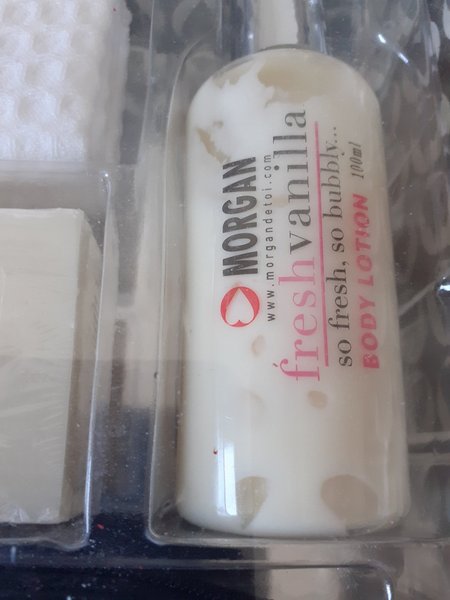 MORGAN
www.morgandetoi.com
freshvanilla
so fresh, so bubbly...
BODY LOTION 100ml